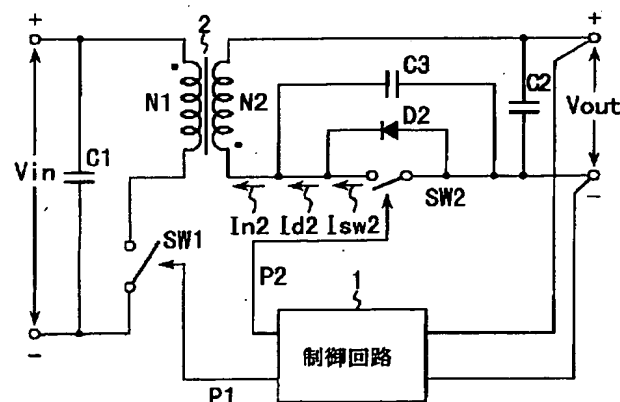 +
2
+
C3
N1
N2
D2
C2
Vin
C1
Vout
SW2
-
In2
Id2
Isw2
SW1
P2
1
-
制御回路
P1